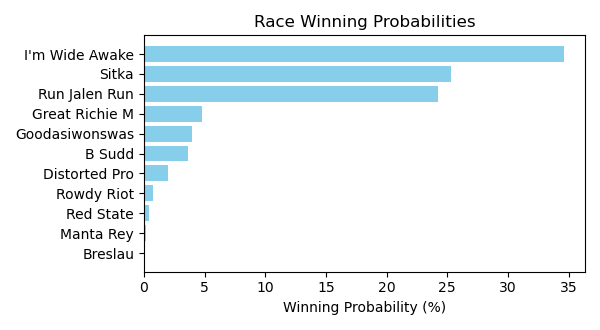 Race Winning Probabilities
I'm Wide Awake
Sitka
Run Jalen Run
Great Richie M
Goodasiwonswas
B Sudd
Distorted Pro
Rowdy Riot
Red State
Manta Rey
Breslau
0 5 10 15 20 25 30 35
Winning Probability (%)